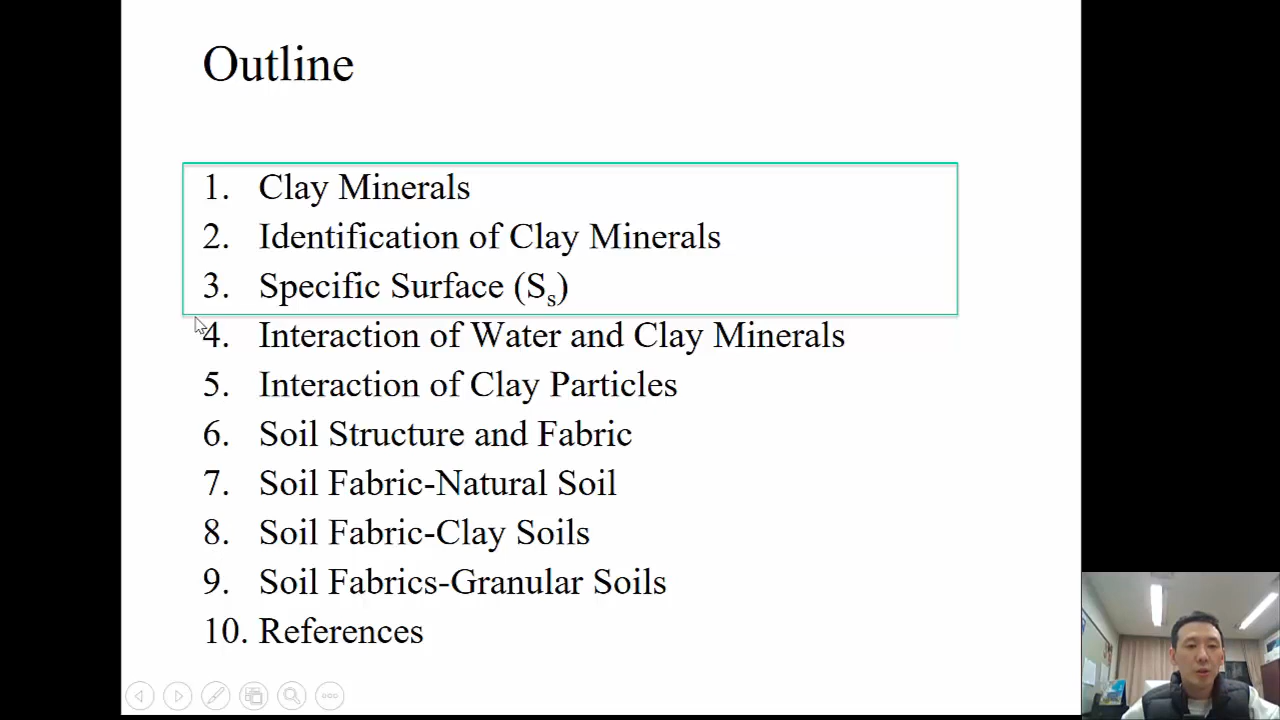 Outline
1. Clay Minerals
2. Identification of Clay Minerals
3. Specific Surface (Ss)
4. Interaction of Water and Clay Minerals
5. Interaction of Clay Particles
6. Soil Structure and Fabric
7. Soil Fabric-Natural Soil
8. Soil Fabric-Clay Soils
9. Soil Fabrics-Granular Soils
10. References